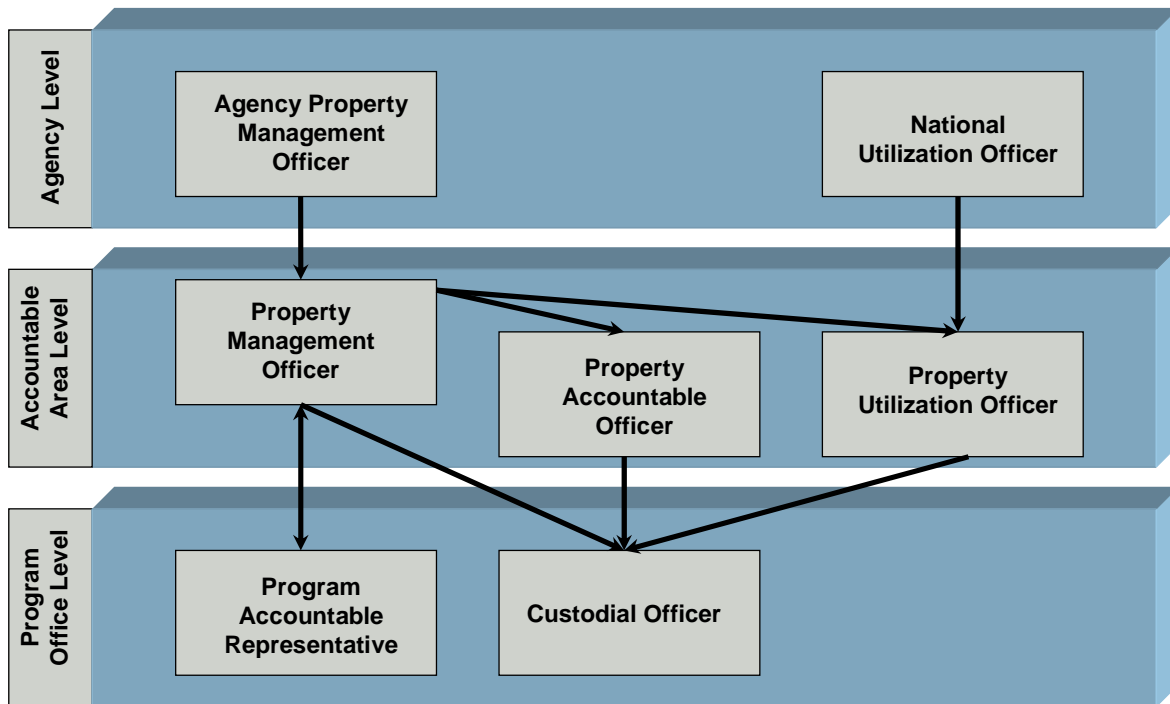 Agency Level
Agency Property
Management
Officer
National
Utilization Officer
Accountable
Area Level
Property
Management
Officer
Property
Accountable
Officer
Property
Utilization Officer
Program
Office Level
Program
Accountable
Representative
Custodial Officer